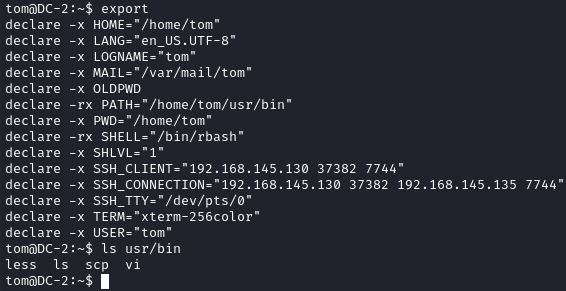 tom@DC-2:~$ export
declare -x HOME="/home/tom"
declare -x LANG="en_US.UTF-8"
declare -x LOGNAME="tom"
declare -x MAIL="/var/mail/tom"
declare -x OLDPWD
declare -rx PATH="/home/tom/usr/bin"
declare -x PWD="/home/tom"
declare -rx SHELL="/bin/rbash"
declare -x SHLVL="1"
declare -x SSH_CLIENT="192.168.145.130 37382 7744"
declare -x SSH_CONNECTION="192.168.145.130 37382 192.168.145.135 7744"
declare -x SSH_TTY="/dev/pts/0"
declare -x TERM="xterm-256color"
declare -x USER="tom"
tom@DC-2:~$ ls usr/bin
less  ls  scp  vi
tom@DC-2:~$